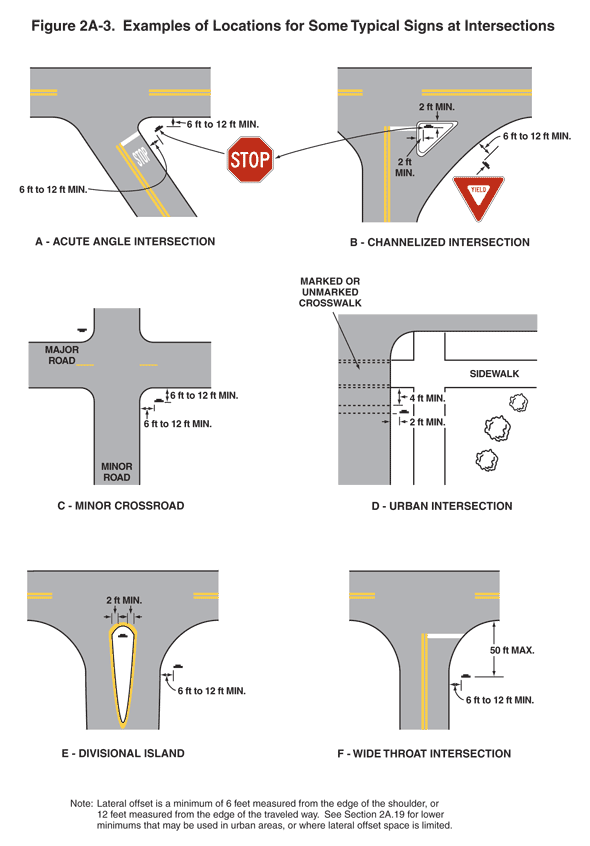 Figure 2A-3. Examples of Locations for Some Typical Signs at Intersections
6 ft to 12 ft MIN.
STOP
6 ft to 12 ft MIN.
STOP
A - ACUTE ANGLE INTERSECTION
2 ft MIN.
6 ft to 12 ft MIN.
2 ft
MIN.
YIELD
B - CHANNELIZED INTERSECTION
MAJOR
ROAD
6 ft to 12 ft MIN.
6 ft to 12 ft MIN.
MINOR
ROAD
C - MINOR CROSSROAD
MARKED OR
UNMARKED
CROSSWALK
SIDEWALK
4 ft MIN.
2 ft MIN.
D - URBAN INTERSECTION
2 ft MIN.
6 ft to 12 ft MIN.
E - DIVISIONAL ISLAND
50 ft MAX.
6 ft to 12 ft MIN.
F - WIDE THROAT INTERSECTION
Note: Lateral offset is a minimum of 6 feet measured from the edge of the shoulder, or
12 feet measured from the edge of the traveled way. See Section 2A.19 for lower
minimums that may be used in urban areas, or where lateral offset space is limited.